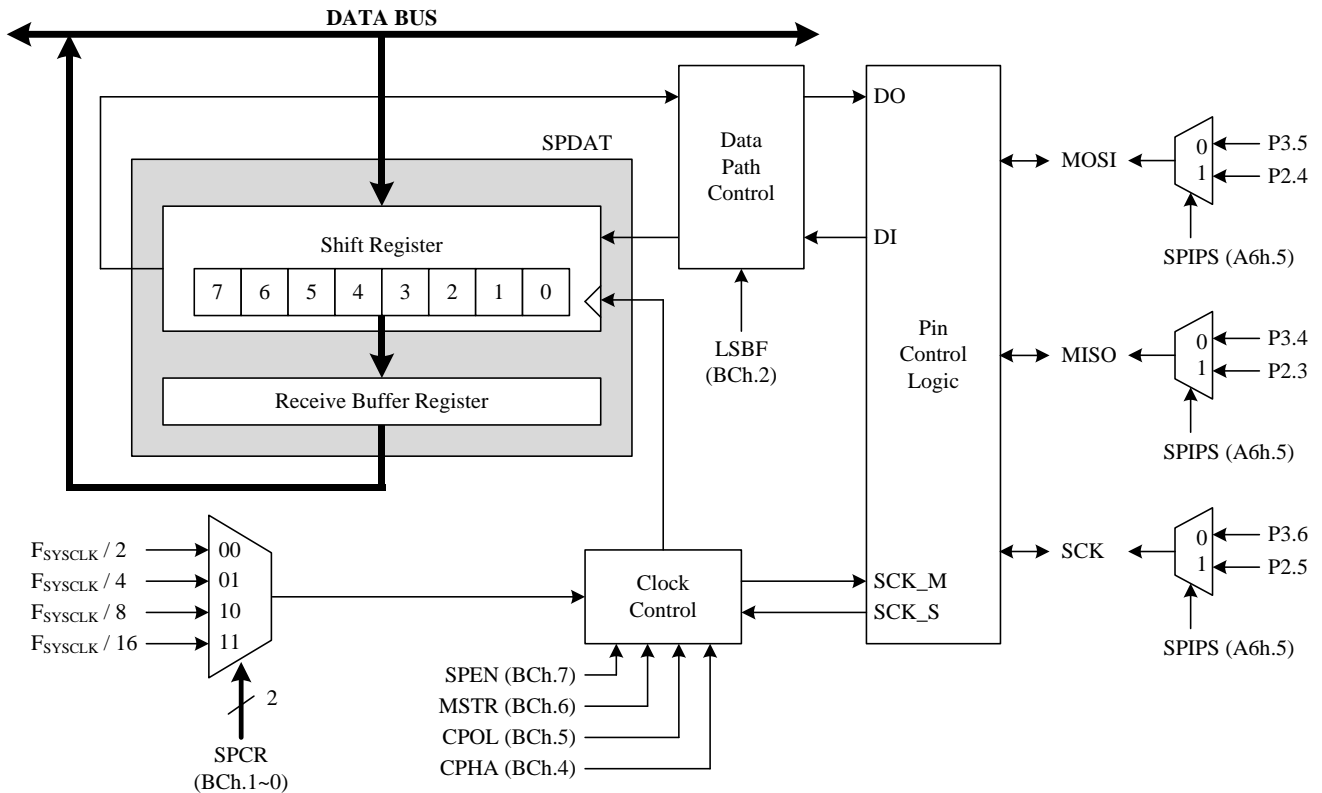 DATA BUS
SPDAT
Shift Register
7 6 5 4 3 2 1 0
Receive Buffer Register
Data
Path
Control
LSBF
(BCh.2)
DO
DI
Pin
Control
Logic
SCK_M
SCK_S
MOSI
0
1
P3.5
P2.4
SPIPS (A6h.5)
MISO
0
1
P3.4
P2.3
SPIPS (A6h.5)
SCK
0
1
P3.6
P2.5
SPIPS (A6h.5)
FSYSCLK / 2
FSYSCLK / 4
FSYSCLK / 8
FSYSCLK / 16
00
01
10
11
2
SPCR
(BCh.1~0)
Clock
Control
SPEN (BCh.7)
MSTR (BCh.6)
CPOL (BCh.5)
CPHA (BCh.4)